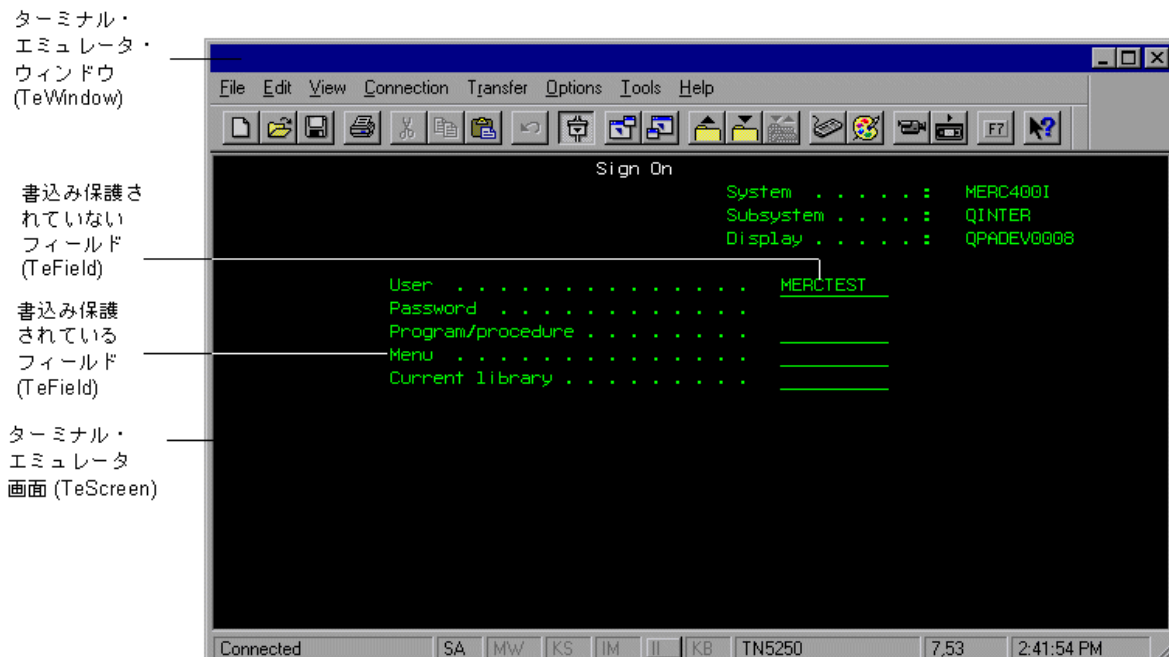 ターミナル・
エミュレータ・
ウィンドウ
(TeWindow)
File Edit View Connection Transfer Options Tools Help
F7
Sign On
System . . . . . : MERC400I
Subsystem . . . . : QINTER
Display . . . . . : QPADEV0008
書込み保護さ
れていない
フィールド
(TeField)
User . . . . . . . . . . . . . . MERCTEST
Password . . . . . . . . . . . .
Program/procedure . . . . . . . .
Menu . . . . . . . . . . . . . .
Current library . . . . . . . . .
書込み保護
されている
フィールド
(TeField)
ターミナル・
エミュレータ
画面 (TeScreen)
Connected SA MW KS IM II KB TN5250 7,53 2:41:54 PM